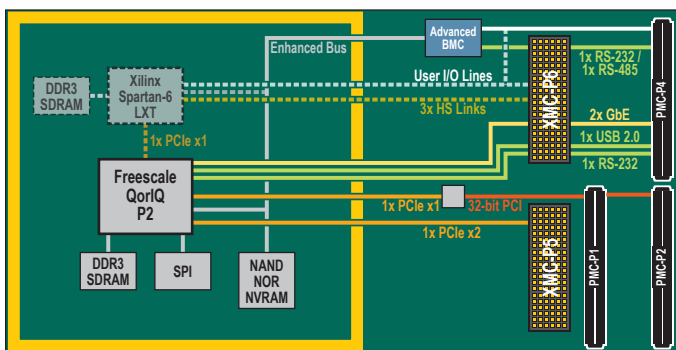 Advanced
BMC
Enhanced Bus
1x RS-232 /
1x RS-485
Xilinx
Spartan-6
LXT
DDR3
SDRAM
User I/O Lines
3x HS Links
XMC-P6
PMC-P4
2x GbE
1x USB 2.0
1x RS-232
1x PCIe x1
Freescale
QorIQ
P2
1x PCIe x1
32-bit PCI
1x PCIe x2
XMC-P5
PMC-P1
PMC-P2
DDR3
SDRAM
SPI
NAND
NOR
NVRAM